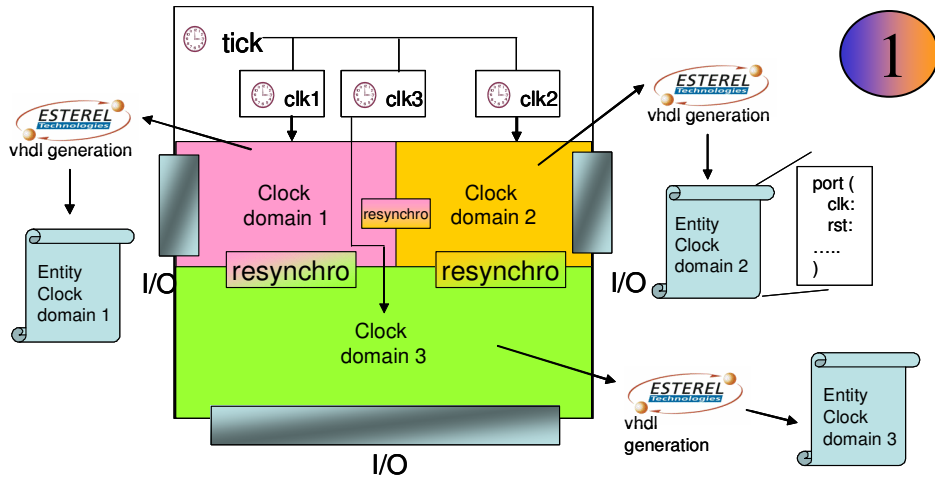 1
tick
clk1
clk3
clk2
ESTEREL
Technologies
vhdl generation
ESTEREL
Technologies
vhdl generation
Clock
domain 1
resynchro
Clock
domain 2
port (
clk:
rst:
.....
)
Entity
Clock
domain 2
Entity
Clock
domain 1
I/O
resynchro
resynchro
I/O
Clock
domain 3
ESTEREL
Technologies
vhdl
generation
Entity
Clock
domain 3
I/O